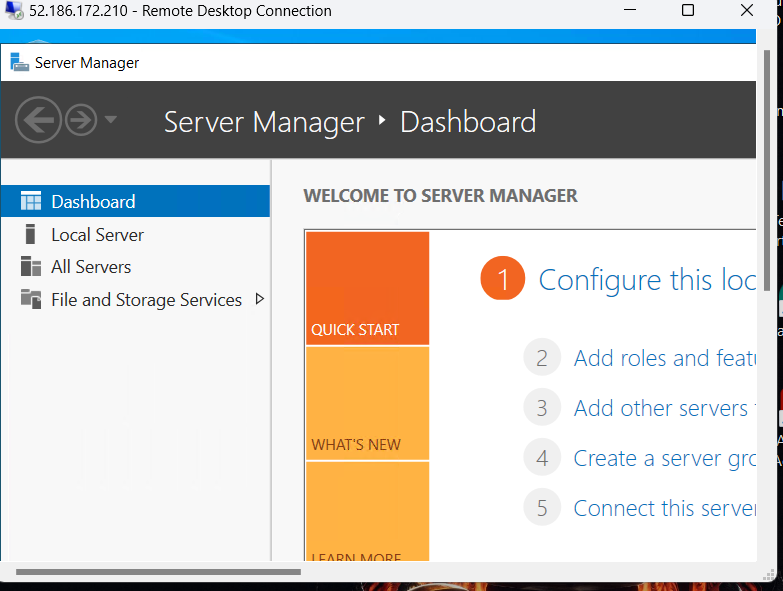 52.186.172.210 - Remote Desktop Connection
Server Manager
Server Manager Dashboard
Dashboard
Local Server
All Servers
File and Storage Services
WELCOME TO SERVER MANAGER
QUICK START
WHAT'S NEW
LEARN MORE
1 Configure this loc
2 Add roles and featu
3 Add other servers
4 Create a server gro
5 Connect this server